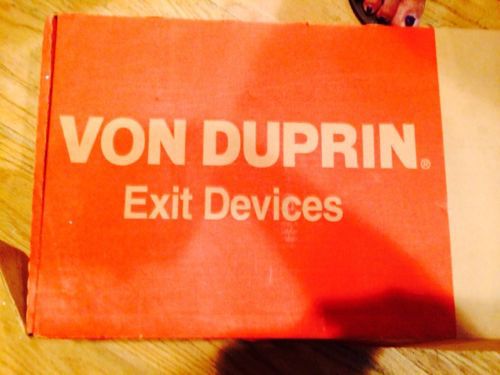 VON DUPRIN®
Exit Devices